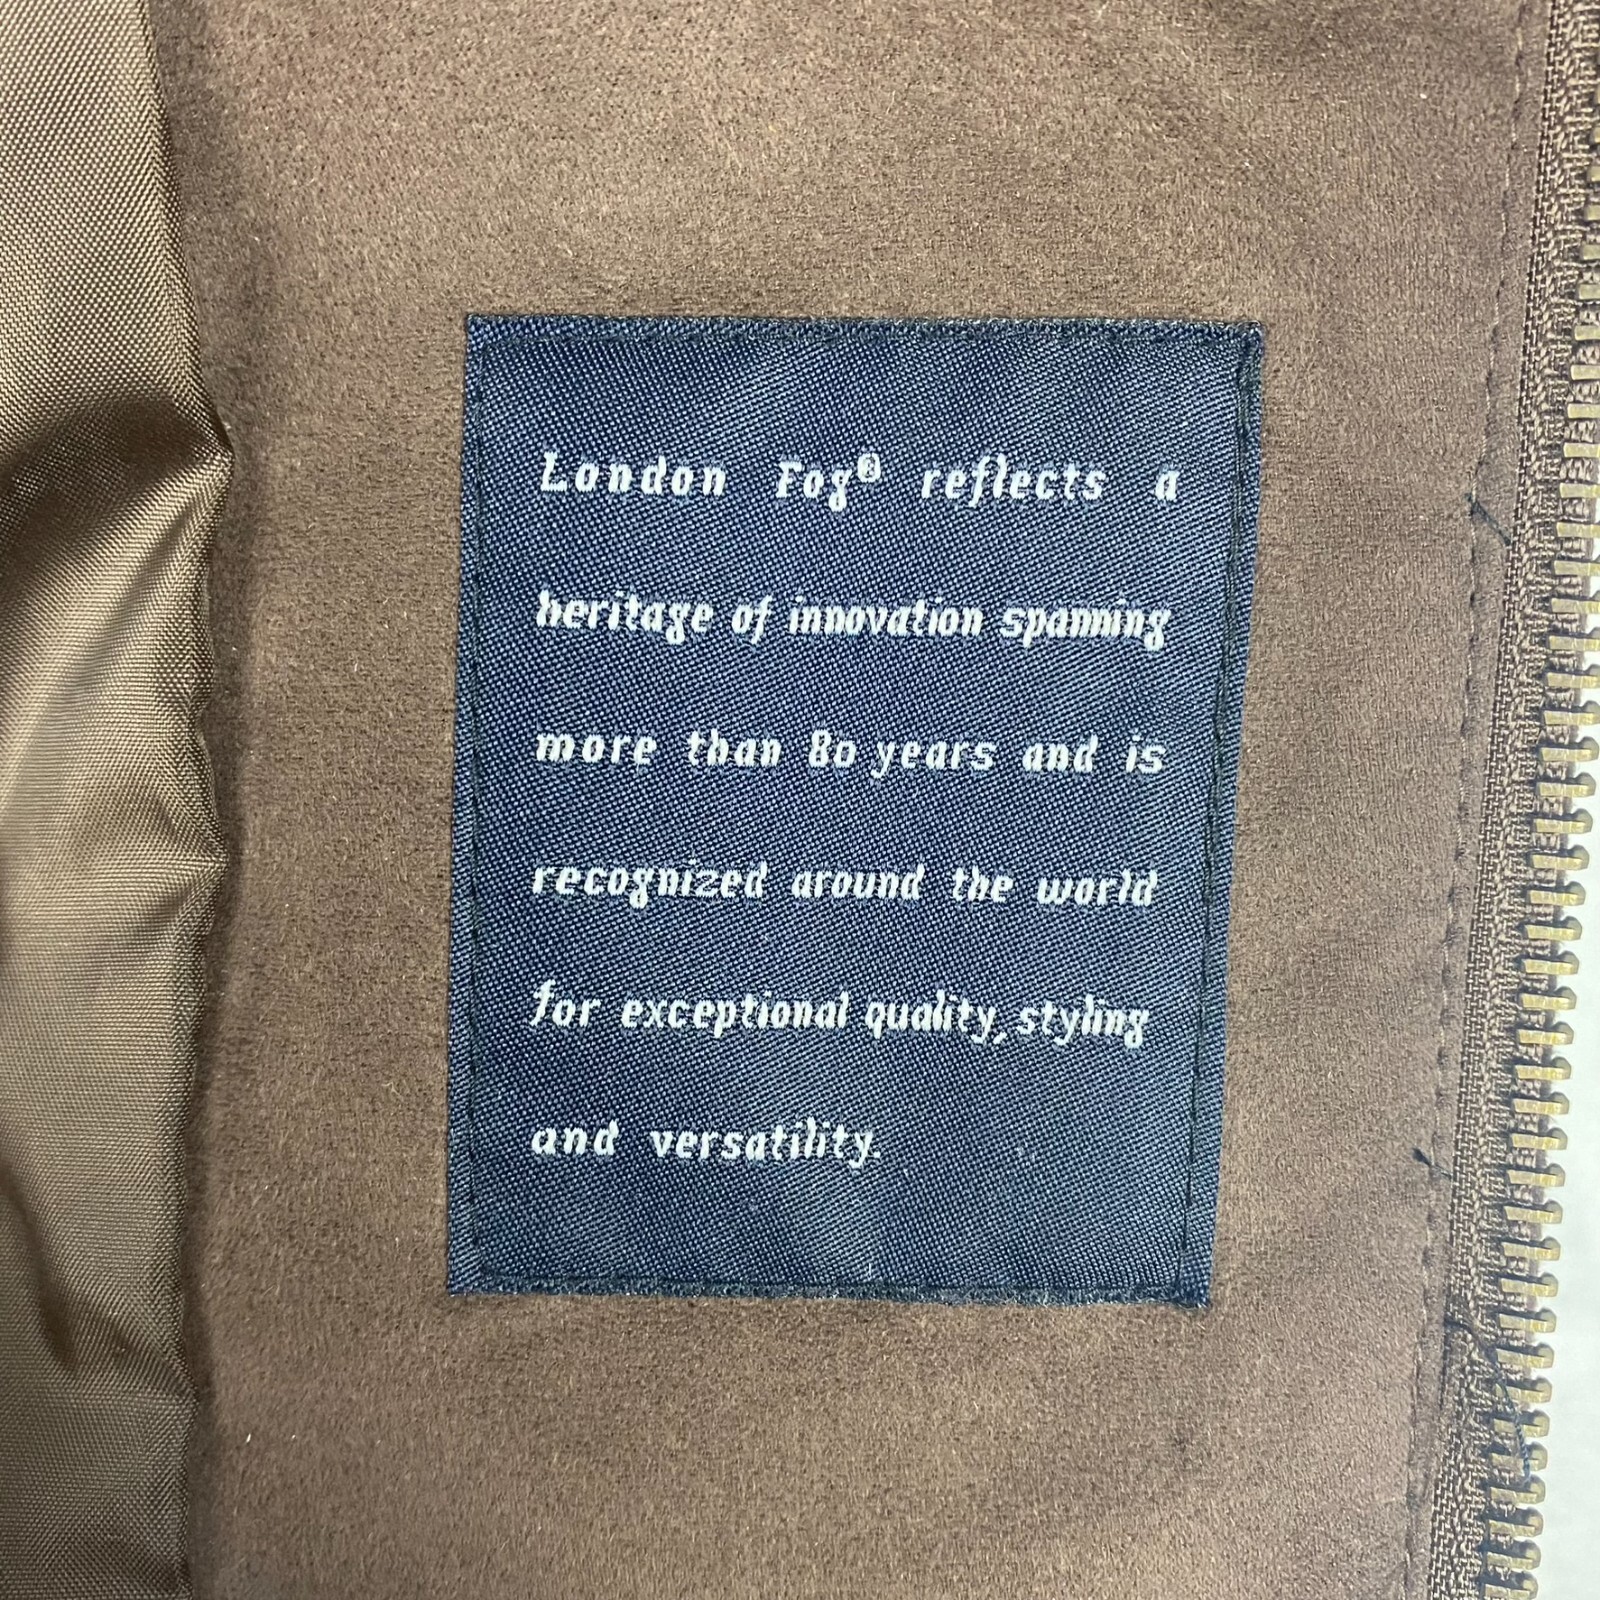 London Fog® reflects a
heritage of innovation spanning
more than 80 years and is
recognized around the world
for exceptional quality, styling
and versatility.